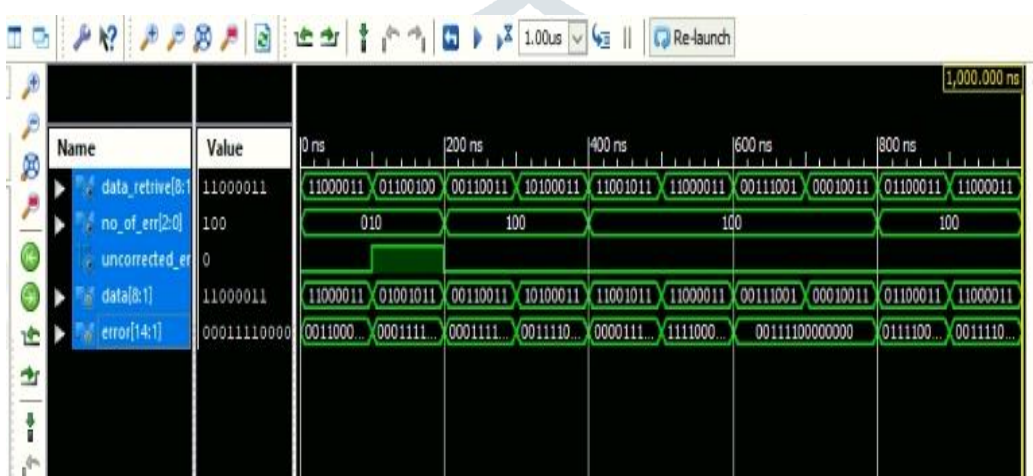 1.00us Re-launch
1,000.000 ns
Name Value 0 ns 200 ns 400 ns 600 ns 800 ns
data_retrive[8:1 11000011 11000011 01100100 00110011 10100011 11001011 11000011 00111001 00010011 01100011 11000011
no_of_err[2:0] 100 010 100 100 100
uncorrected_er 0
data[8:1] 11000011 11000011 01001011 00110011 10100011 11001011 11000011 00111001 00010011 01100011 11000011
error[14:1] 00011110000 0011000... 0001111... 0001111... 0011110... 0000111... 1111000... 00111100000000 0111100... 0011110...